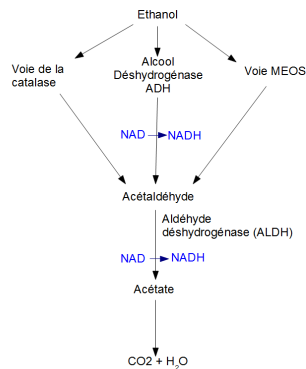 Ethanol
Voie de la
catalase
Alcool
Déshydrogénase
ADH
Voie MEOS
NAD NADH
Acétaldéhyde
Aldéhyde
déshydrogénase (ALDH)
NAD NADH
Acétate
CO2 + H2O